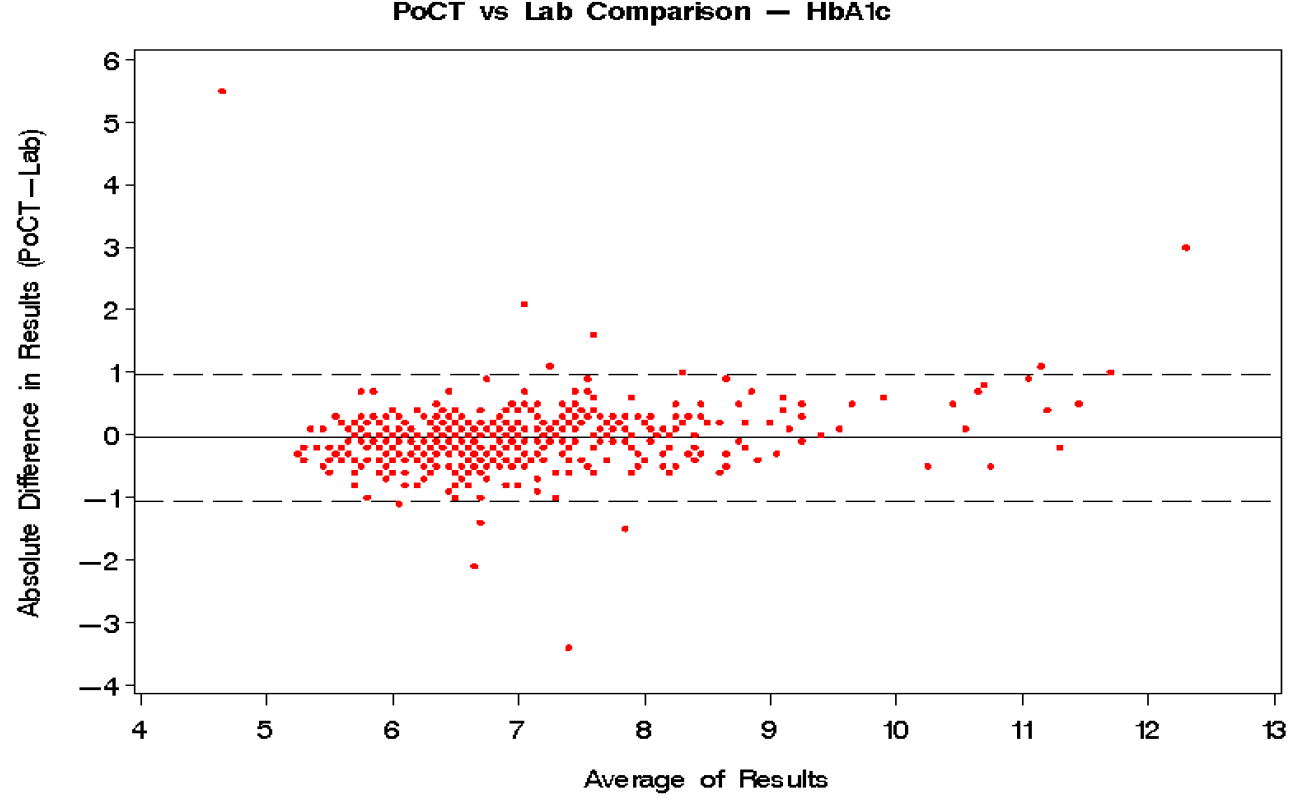 PoCT vs Lab Comparison — HbA1c
Absolute Difference in Results (PoCT—Lab)
6
5
4
3
2
1
0
—1
—2
—3
—4
4 5 6 7 8 9 10 11 12 13
Average of Results